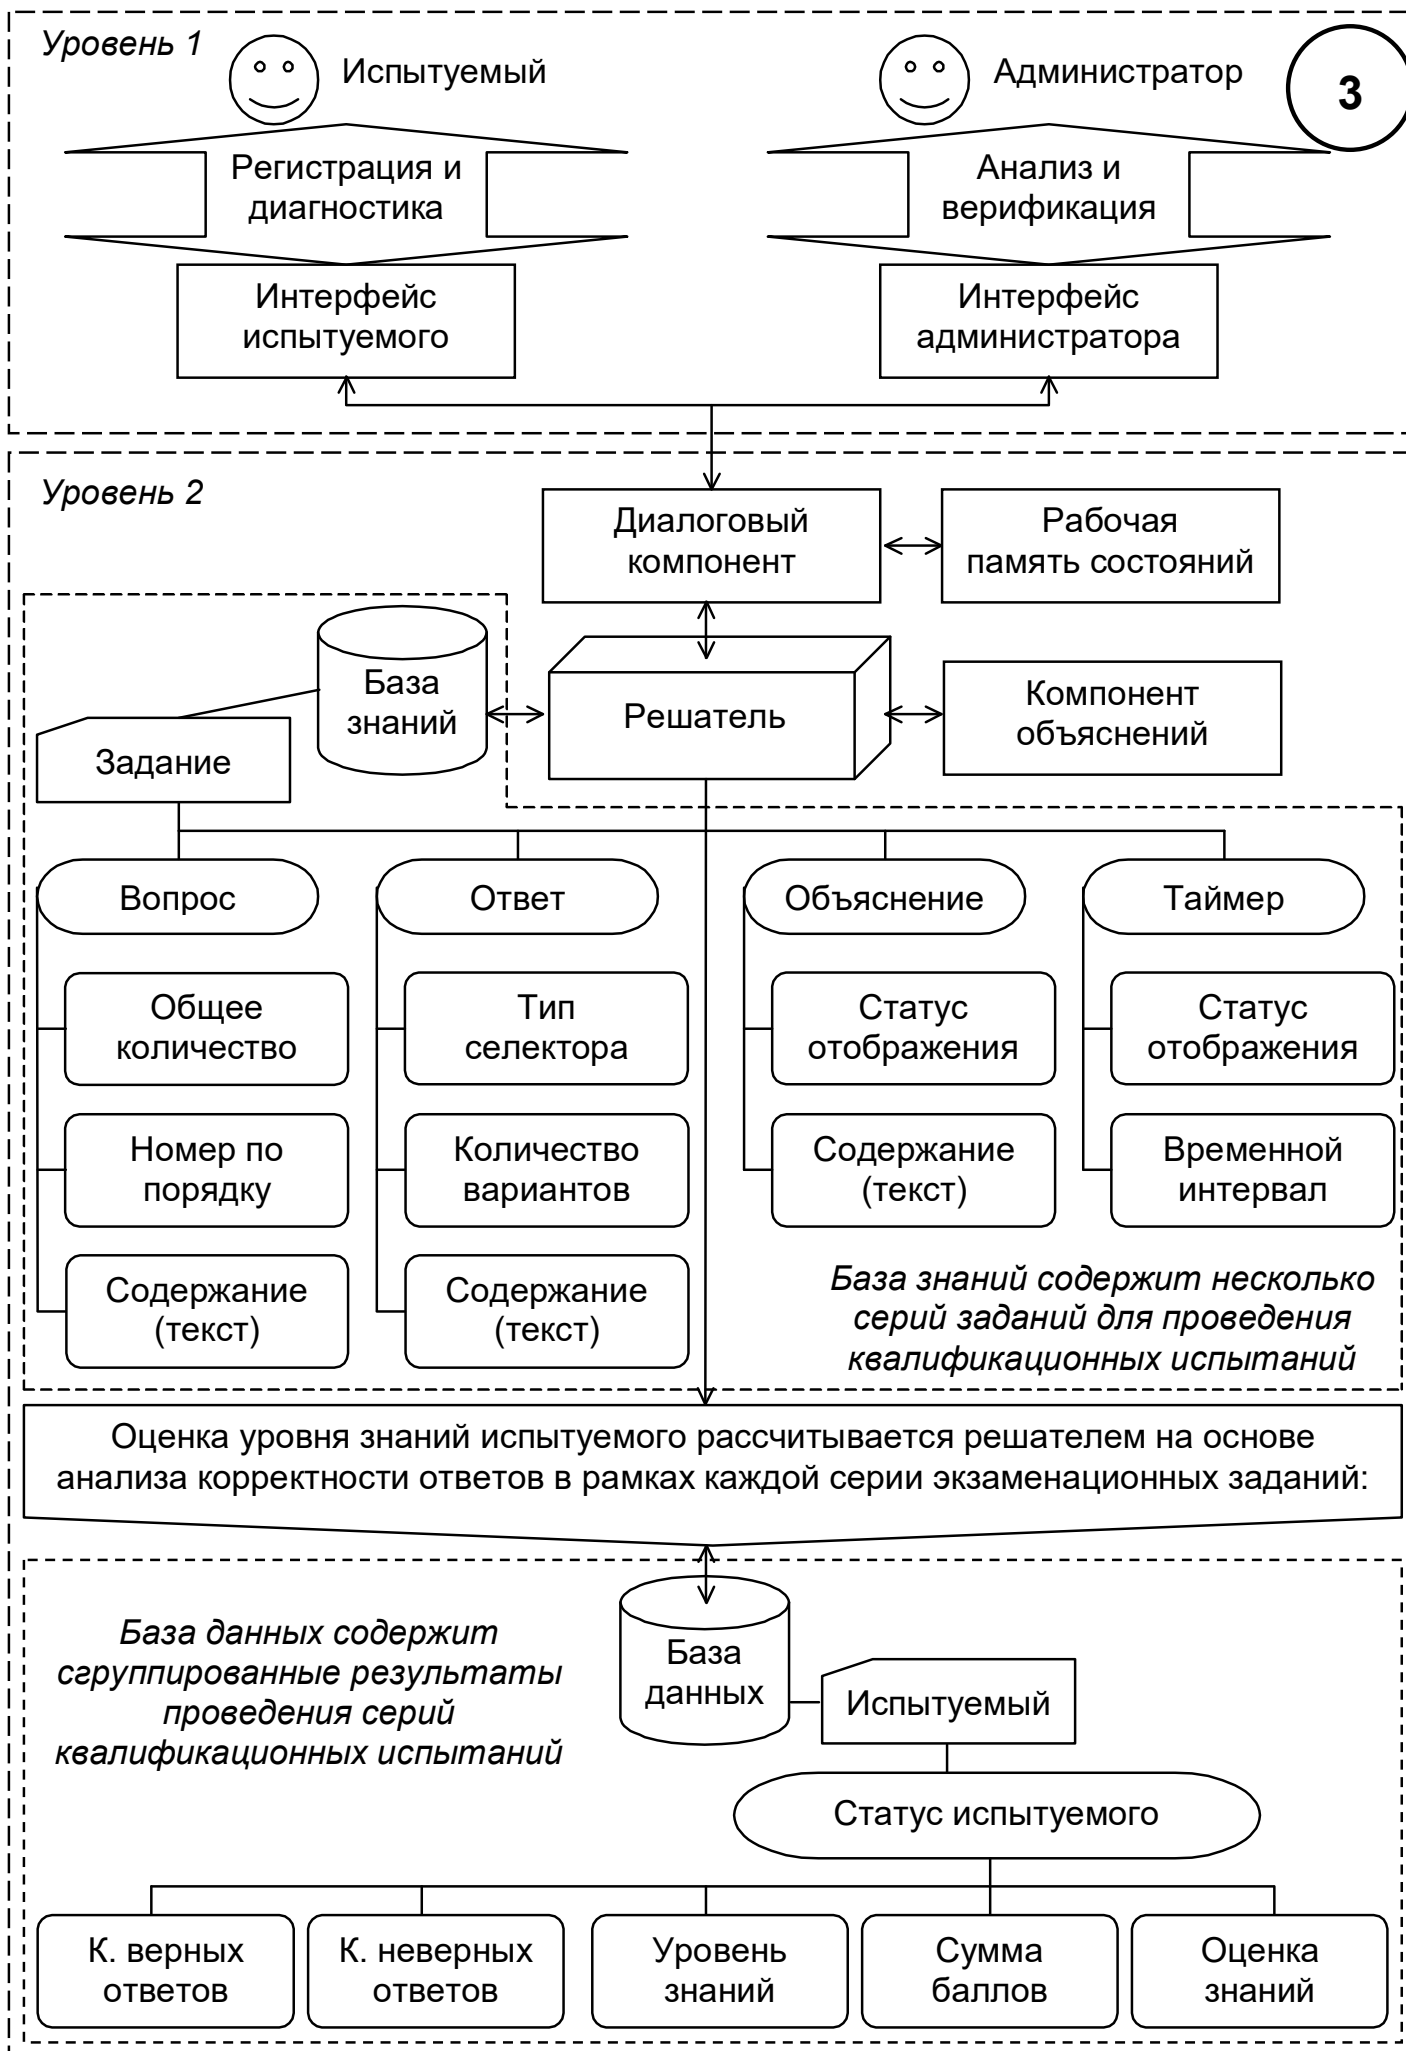 Уровень 1
Испытуемый
Администратор
3
Регистрация и
диагностика
Анализ и
верификация
Интерфейс
испытуемого
Интерфейс
администратора
Уровень 2
Диалоговый
компонент
Рабочая
память состояний
База
знаний
Решатель
Компонент
объяснений
Задание
Вопрос
Ответ
Объяснение
Таймер
Общее
количество
Тип
селектора
Статус
отображения
Статус
отображения
Номер по
порядку
Количество
вариантов
Содержание
(текст)
Временной
интервал
Содержание
(текст)
Содержание
(текст)
База знаний содержит несколько
серий заданий для проведения
квалификационных испытаний
Оценка уровня знаний испытуемого рассчитывается решателем на основе
анализа корректности ответов в рамках каждой серии экзаменационных заданий:
База данных содержит
сгруппированные результаты
проведения серий
квалификационных испытаний
База
данных
Испытуемый
Статус испытуемого
К. верных
ответов
К. неверных
ответов
Уровень
знаний
Сумма
баллов
Оценка
знаний